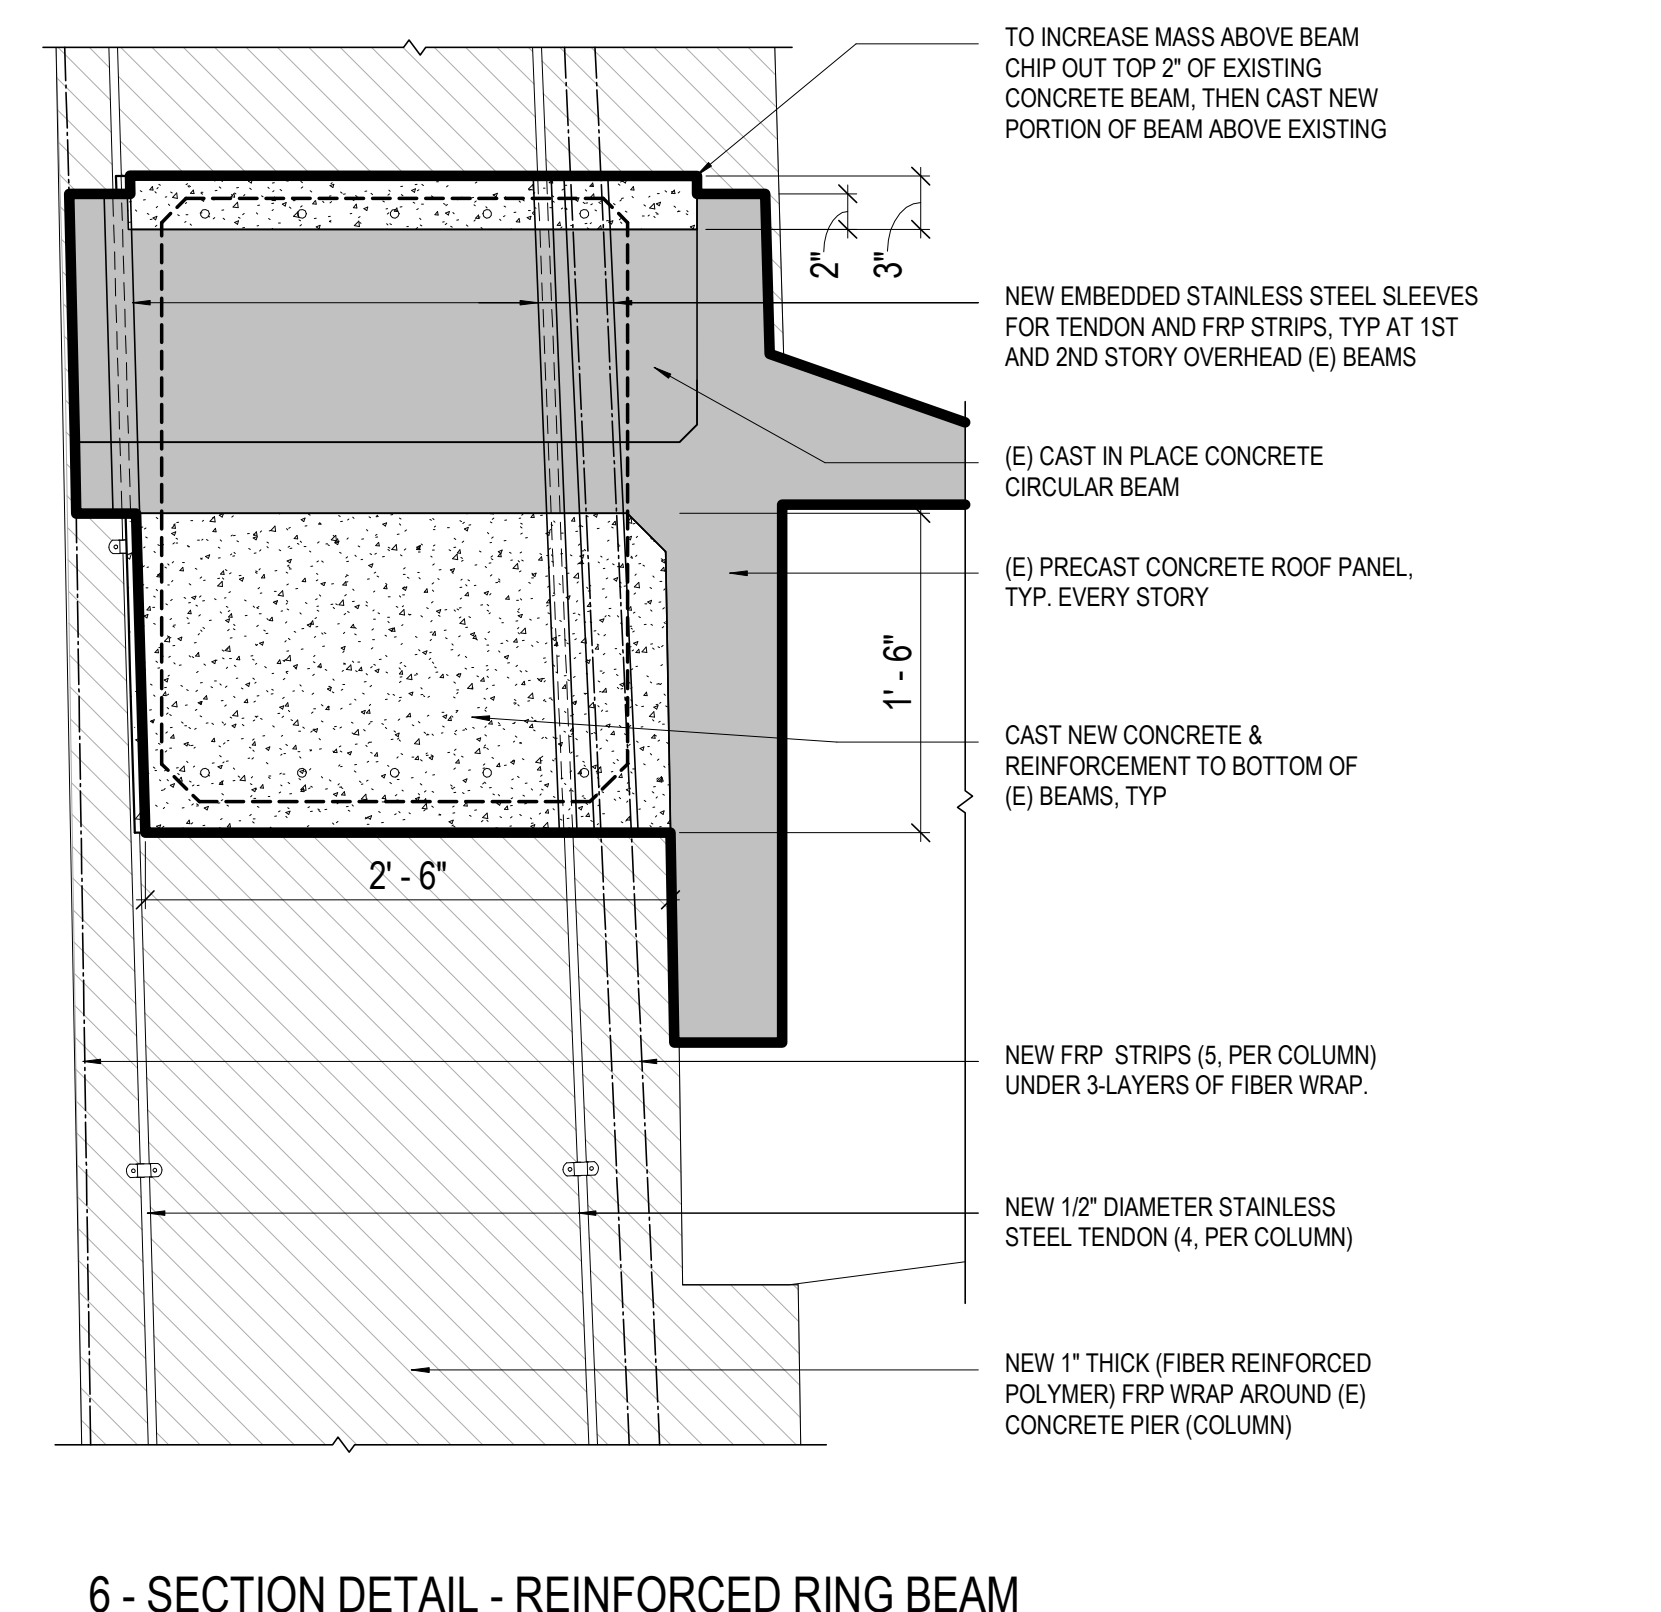 TO INCREASE MASS ABOVE BEAM
CHIP OUT TOP 2" OF EXISTING
CONCRETE BEAM, THEN CAST NEW
PORTION OF BEAM ABOVE EXISTING
2"
3"
NEW EMBEDDED STAINLESS STEEL SLEEVES
FOR TENDON AND FRP STRIPS, TYP AT 1ST
AND 2ND STORY OVERHEAD (E) BEAMS
(E) CAST IN PLACE CONCRETE
CIRCULAR BEAM
(E) PRECAST CONCRETE ROOF PANEL,
TYP. EVERY STORY
1' - 6"
CAST NEW CONCRETE &
REINFORCEMENT TO BOTTOM OF
(E) BEAMS, TYP
2' - 6"
NEW FRP STRIPS (5, PER COLUMN)
UNDER 3-LAYERS OF FIBER WRAP.
NEW 1/2" DIAMETER STAINLESS
STEEL TENDON (4, PER COLUMN)
NEW 1" THICK (FIBER REINFORCED
POLYMER) FRP WRAP AROUND (E)
CONCRETE PIER (COLUMN)
6 - SECTION DETAIL - REINFORCED RING BEAM